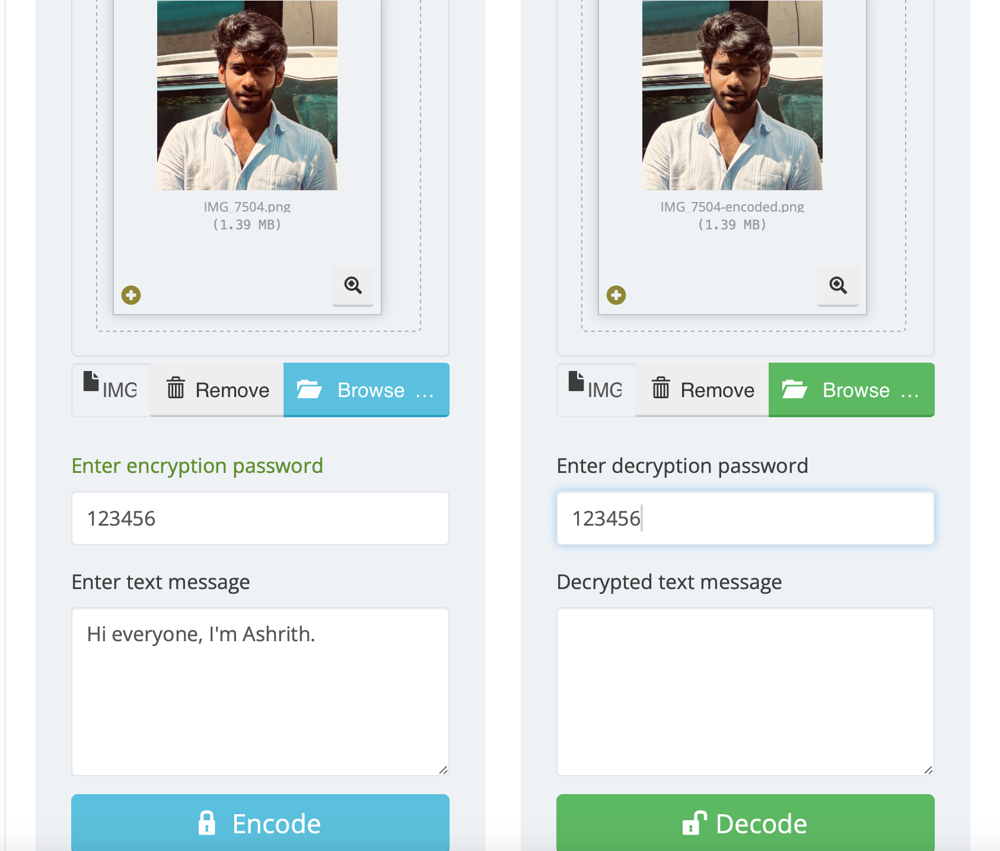 IMG_7504.png
(1.39 MB)
IMG
Remove
Browse ...
Enter encryption password
123456
Enter text message
Hi everyone, I'm Ashrith.
Encode
IMG_7504-encoded.png
(1.39 MB)
IMG
Remove
Browse ...
Enter decryption password
123456
Decrypted text message
Decode